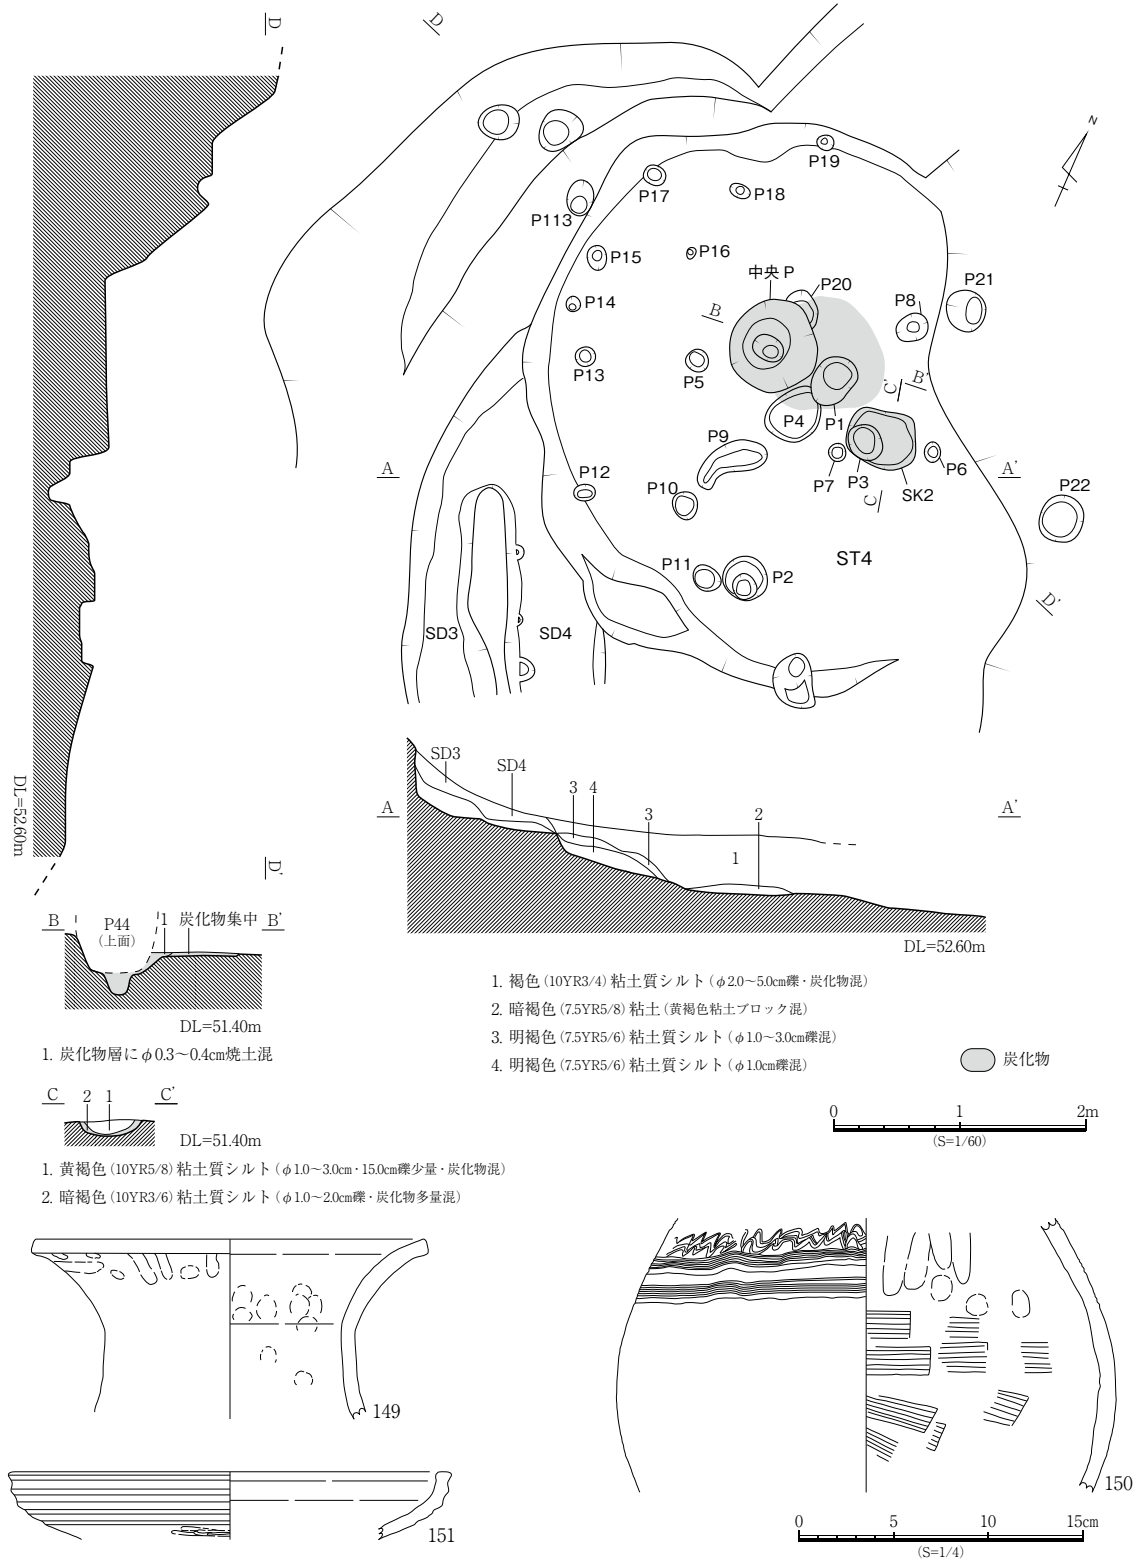 D
D
N
P19
P17
P18
P113
P15
P16
P14
中央 P
P20
P21
P8
B
P13
P5
C'
B'
P4
P1
P9
A
P12
P10
P7
P3
P6
A'
SK2
C
P22
P11
P2
ST4
D'
SD3
SD4
DL=52.60m
D'
SD3
SD4
3
4
3
2
A
A'
1
DL=52.60m
B
P44
(上面)
1
炭化物集中
B'
DL=51.40m
1. 炭化物層にφ0.3〜0.4cm焼土混
C
2
1
C'
DL=51.40m
1. 黄褐色(10YR5/8)粘土質シルト(φ1.0〜3.0cm・15.0cm礫少量・炭化物混)
2. 暗褐色(10YR3/6)粘土質シルト(φ1.0〜2.0cm礫・炭化物多量混)
1. 褐色(10YR3/4)粘土質シルト(φ2.0〜5.0cm礫・炭化物混)
2. 暗褐色(7.5YR5/8)粘土(黄褐色粘土ブロック混)
3. 明褐色(7.5YR5/6)粘土質シルト(φ1.0〜3.0cm礫混)
4. 明褐色(7.5YR5/6)粘土質シルト(φ1.0cm礫混)
炭化物
0 1 2m
(S=1/60)
149
150
151
0 5 10 15cm
(S=1/4)